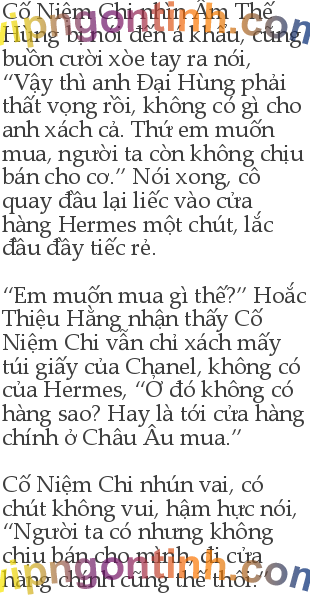 Cố Niệm Chi nhìn Âm Thế
Hùng bị nói đến á khẩu, cũng
buồn cười xòe tay ra nói,
“Vậy thì anh Đại Hùng phải
thất vọng rồi, không có gì cho
anh xách cả. Thứ em muốn
mua, người ta còn không chịu
bán cho cơ.” Nói xong, cô
quay đầu lại liếc vào cửa
hàng Hermes một chút, lắc
đầu đầy tiếc rẻ.
“Em muốn mua gì thế?” Hoắc
Thiệu Hằng nhận thấy Cố
Niệm Chi vẫn chỉ xách mấy
túi giấy của Chanel, không có
của Hermes, “Ở đó không có
hàng sao? Hay là tới cửa hàng
chính ở Châu Âu mua.”
Cố Niệm Chi nhún vai, có
chút không vui, hậm hực nói,
“Người ta có nhưng không
chịu bán cho mình, đi cửa
hàng chính cũng thế thôi.”
vipngontinh.com
vipngontinh.com